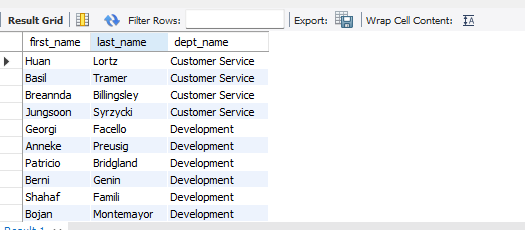 Result Grid Filter Rows: Export: Wrap Cell Content:
first_name last_name dept_name
Huan Lortz Customer Service
Basil Tramer Customer Service
Breannda Billingsley Customer Service
Jungsoon Syrzycki Customer Service
Georgi Facello Development
Anneke Preusig Development
Patricio Bridgland Development
Berni Genin Development
Shahaf Famili Development
Bojan Montemayor Development